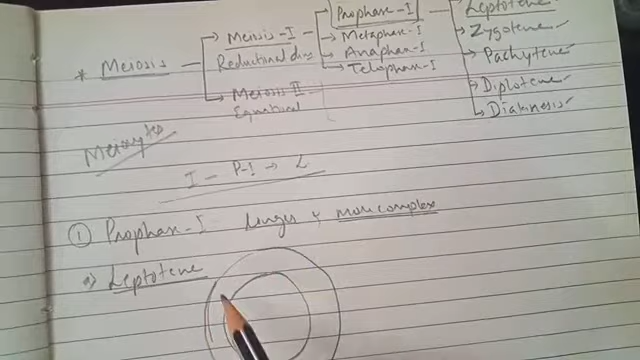 * Meiosis
Meiosis-I
Reductional div
Meiosis II
Equational
Prophase-I
Metaphase-I
Anaphase-I
Telophase-I
Leptotene
Zygotene
Pachytene
Diplotene
Diakinesis
I - P-I → L
① Prophase-I Longer & more complex
a) Leptotene